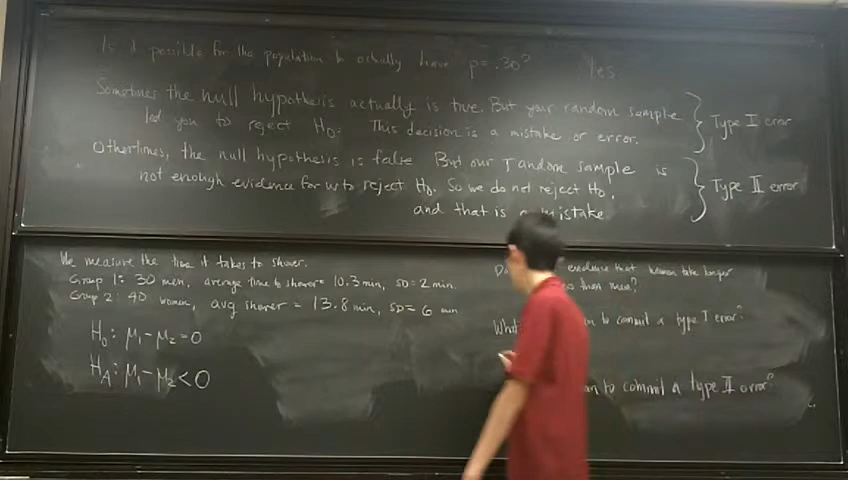 Is it possible for the population to actually have p = .30? Yes
Sometimes the null hypothesis actually is true. But your random sample
led you to reject H₀. This decision is a mistake or error.
} Type I error
Othertimes, the null hypothesis is false But our random sample is
not enough evidence for us to reject H₀. So we do not reject H₀,
and that is a mistake
} Type II error
We measure the time it takes to shower.
Group 1: 30 men, average time to shower = 10.3 min, SD = 2 min.
Group 2: 40 women, avg shower = 13.8 min, SD = 6 min
H₀: μ₁ - μ₂ = 0
H_A: μ₁ - μ₂ < 0
evidence that women take longer
than men?
What to commit a type I error?
to commit a type II error?